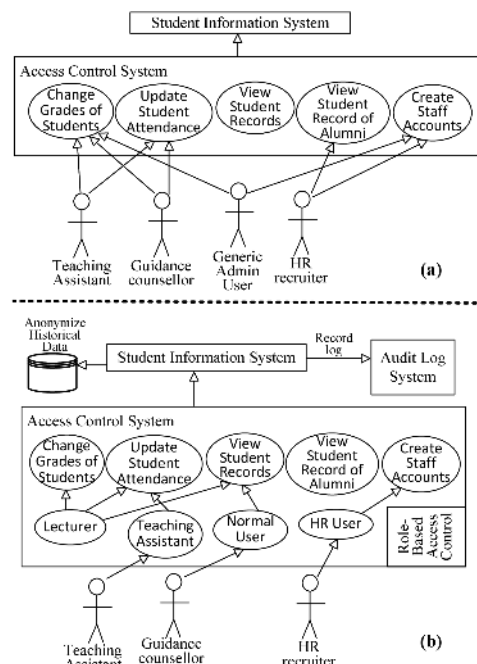 Student Information System
Access Control System
Change
Grades of
Students
Update
Student
Attendance
View
Student
Records
View
Student
Record of
Alumni
Create
Staff
Accounts
Teaching
Assistant
Guidance
counsellor
Generic
Admin
User
HR
recruiter
(a)
Anonymize
Historical
Data
Student Information System
Record
log
Audit Log
System
Access Control System
Change
Grades of
Students
Update
Student
Attendance
View
Student
Records
View
Student
Record of
Alumni
Create
Staff
Accounts
Lecturer
Teaching
Assistant
Normal
User
HR User
Role-
Based
Access
Control
Teaching
Assistant
Guidance
counsellor
HR
recruiter
(b)